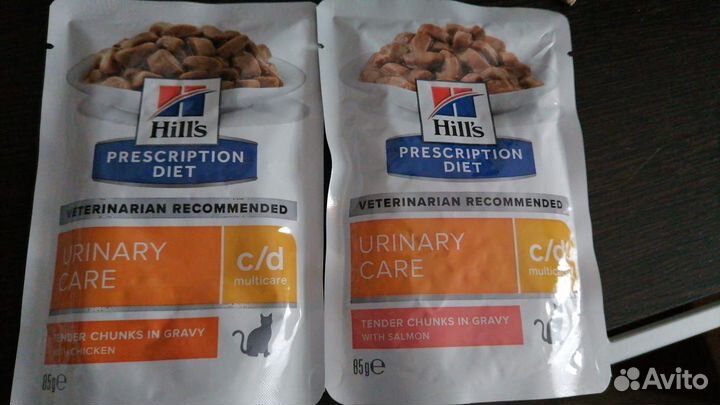 Hill's
PRESCRIPTION
DIET
VETERINARIAN RECOMMENDED
URINARY
CARE
c/d
multicare
TENDER CHUNKS IN GRAVY
WITH CHICKEN
85g℮
Hill's
PRESCRIPTION
DIET
VETERINARIAN RECOMMENDED
URINARY
CARE
c/d
multicare
TENDER CHUNKS IN GRAVY
WITH SALMON
85g℮
Avito